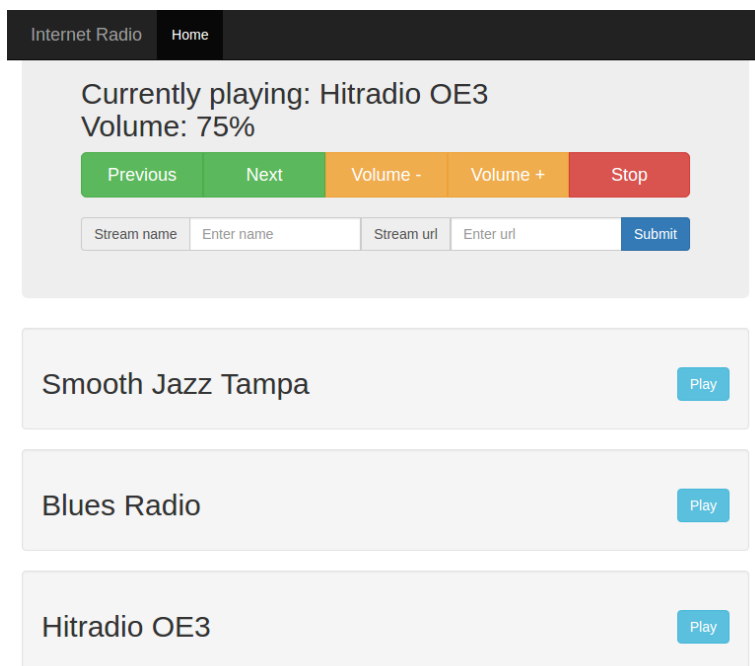 Internet Radio Home
Currently playing: Hitradio OE3
Volume: 75%
Previous Next Volume - Volume + Stop
Stream name Enter name Stream url Enter url Submit
Smooth Jazz Tampa Play
Blues Radio Play
Hitradio OE3 Play